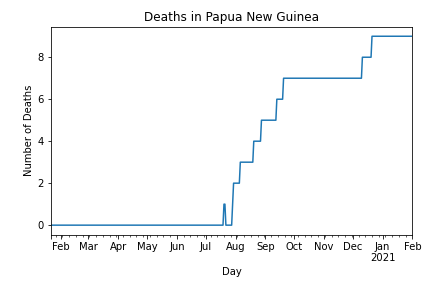 Deaths in Papua New Guinea
Number of Deaths
8
6
4
2
0
Feb Mar Apr May Jun Jul Aug Sep Oct Nov Dec Jan Feb
2021
Day